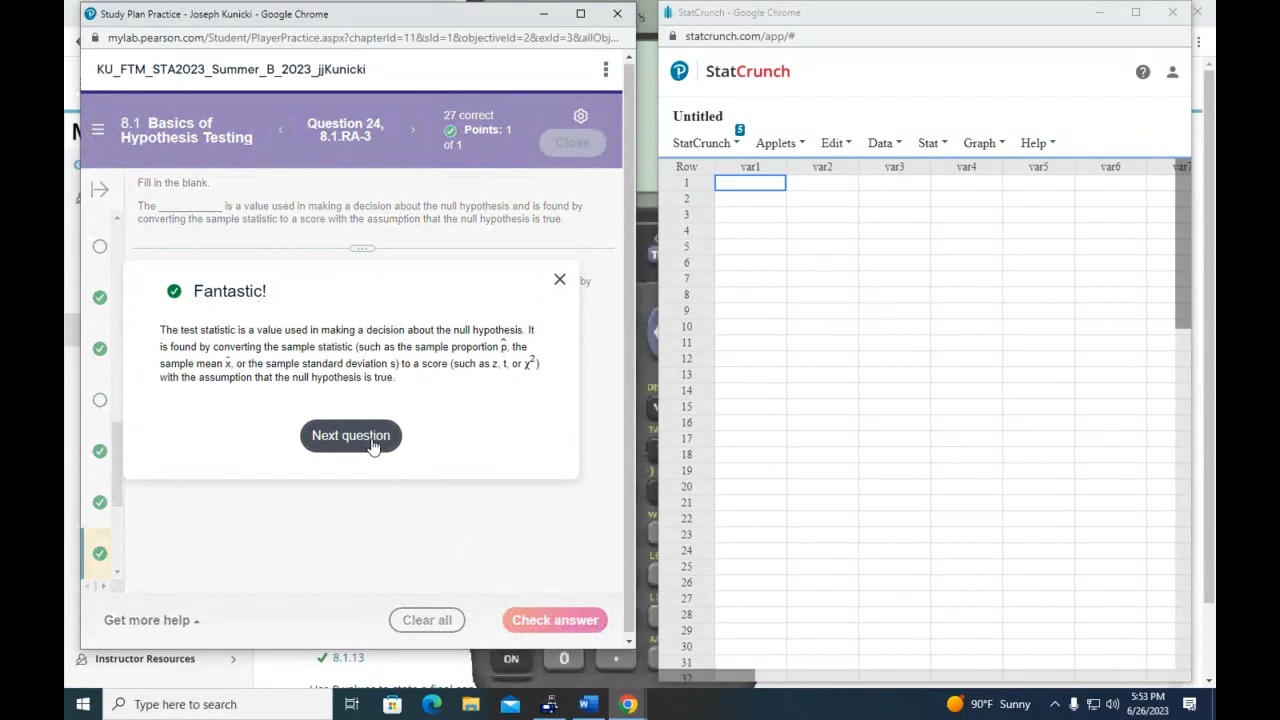 Study Plan Practice - Joseph Kunicki - Google Chrome
mylab.pearson.com/Student/PlayerPractice.aspx?chapterId=11&sId=1&objectiveId=2&exId=3&allObj...
KU_FTM_STA2023_Summer_B_2023_jjKunicki
8.1 Basics of
Hypothesis Testing
Question 24,
8.1.RA-3
27 correct
Points: 1
of 1
Close
Fill in the blank.
The ____________ is a value used in making a decision about the null hypothesis and is found by
converting the sample statistic to a score with the assumption that the null hypothesis is true.
by
Fantastic!
The test statistic is a value used in making a decision about the null hypothesis. It
is found by converting the sample statistic (such as the sample proportion p̂, the
sample mean x̄, or the sample standard deviation s) to a score (such as z, t, or χ²)
with the assumption that the null hypothesis is true.
Next question
Get more help
Clear all
Check answer
Instructor Resources
8.1.13
ON
0
StatCrunch - Google Chrome
statcrunch.com/app/#
StatCrunch
Untitled
5
StatCrunch Applets Edit Data Stat Graph Help
Row var1 var2 var3 var4 var5 var6 var7
1
2
3
4
5
6
7
8
9
10
11
12
13
14
15
16
17
18
19
20
21
22
23
24
25
26
27
28
29
30
31
32
Type here to search
90°F Sunny
5:53 PM
6/26/2023